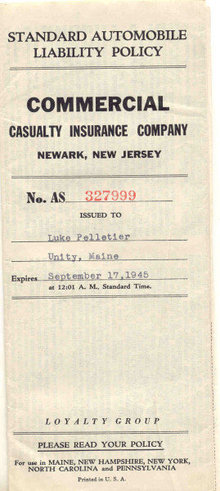 STANDARD AUTOMOBILE
LIABILITY POLICY
COMMERCIAL
CASUALTY INSURANCE COMPANY
NEWARK, NEW JERSEY
No. AS 327999
ISSUED TO
Luke Pelletier
Unity, Maine
Expires September 17,1945
at 12:01 A. M., Standard Time.
LOYALTY GROUP
PLEASE READ YOUR POLICY
For use in MAINE, NEW HAMPSHIRE, NEW YORK,
NORTH CAROLINA and PENNSYLVANIA
Printed in U. S. A.